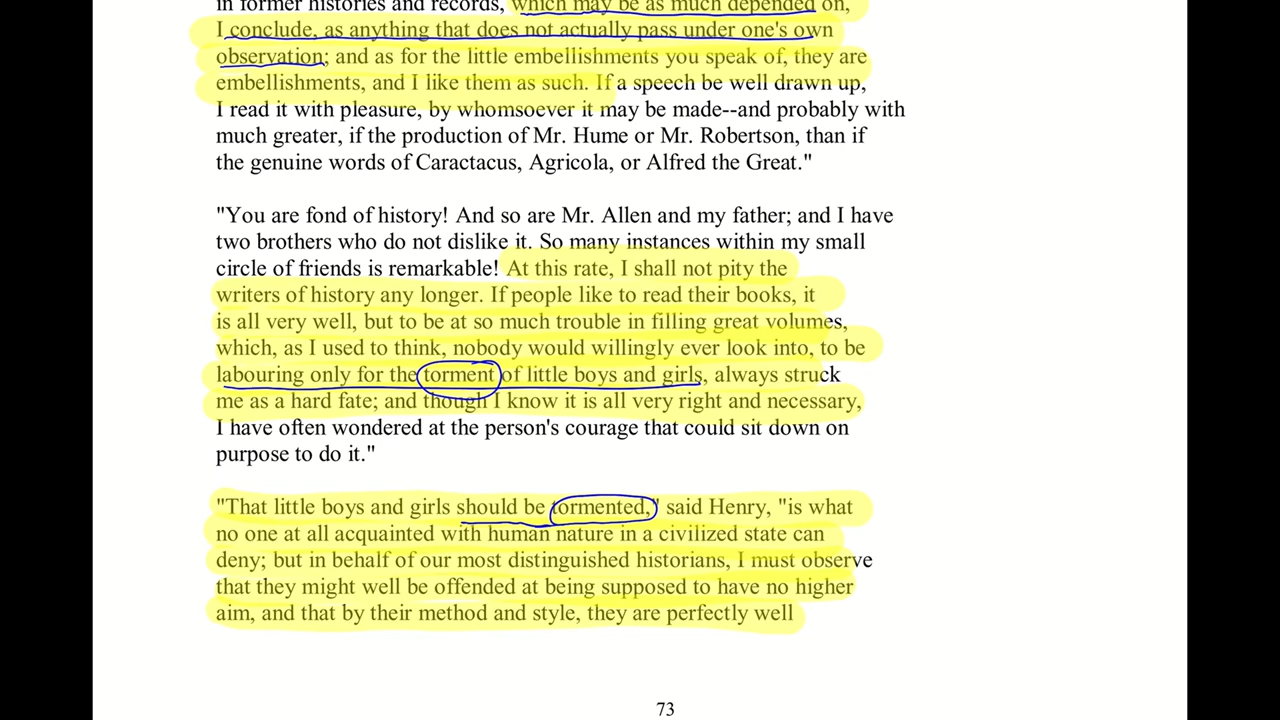 in former histories and records, which may be as much depended on,
I conclude, as anything that does not actually pass under one's own
observation; and as for the little embellishments you speak of, they are
embellishments, and I like them as such. If a speech be well drawn up,
I read it with pleasure, by whomsoever it may be made--and probably with
much greater, if the production of Mr. Hume or Mr. Robertson, than if
the genuine words of Caractacus, Agricola, or Alfred the Great."
"You are fond of history! And so are Mr. Allen and my father; and I have
two brothers who do not dislike it. So many instances within my small
circle of friends is remarkable! At this rate, I shall not pity the
writers of history any longer. If people like to read their books, it
is all very well, but to be at so much trouble in filling great volumes,
which, as I used to think, nobody would willingly ever look into, to be
labouring only for the torment of little boys and girls, always struck
me as a hard fate; and though I know it is all very right and necessary,
I have often wondered at the person's courage that could sit down on
purpose to do it."
"That little boys and girls should be tormented," said Henry, "is what
no one at all acquainted with human nature in a civilized state can
deny; but in behalf of our most distinguished historians, I must observe
that they might well be offended at being supposed to have no higher
aim, and that by their method and style, they are perfectly well
73